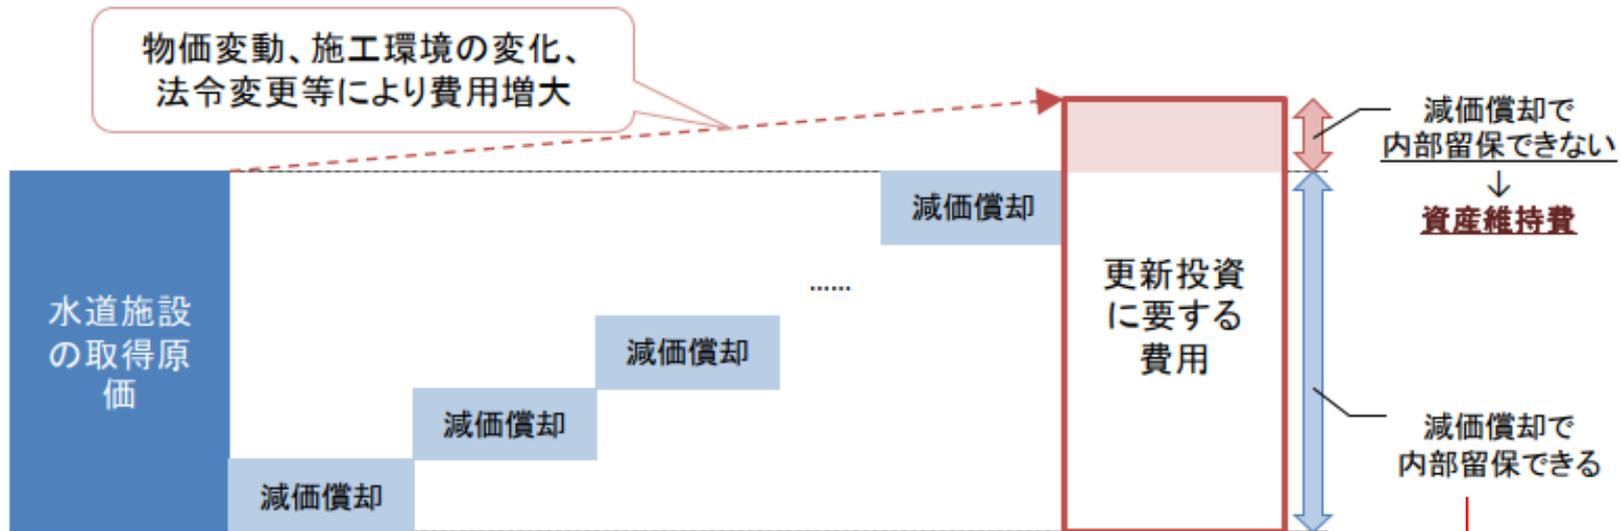 物価変動、施工環境の変化、
法令変更等により費用増大
減価償却で
内部留保できない
↓
資産維持費
減価償却
更新投資
に要する
費用
……
水道施設
の取得原
価
減価償却
減価償却
減価償却
減価償却で
内部留保できる